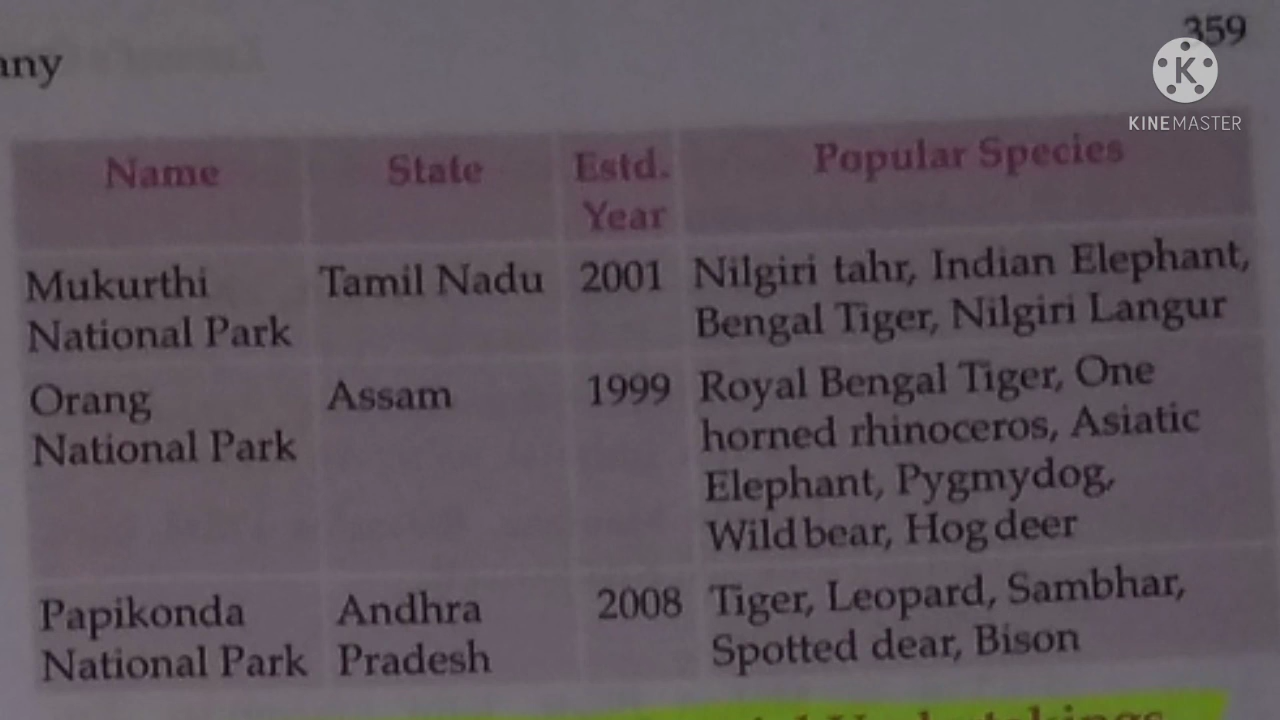 359
any
KINEMASTER
Name State Estd. Year Popular Species
Mukurthi National Park Tamil Nadu 2001 Nilgiri tahr, Indian Elephant,
Bengal Tiger, Nilgiri Langur
Orang National Park Assam 1999 Royal Bengal Tiger, One
horned rhinoceros, Asiatic
Elephant, Pygmydog,
Wild bear, Hog deer
Papikonda National Park Andhra Pradesh 2008 Tiger, Leopard, Sambhar,
Spotted dear, Bison